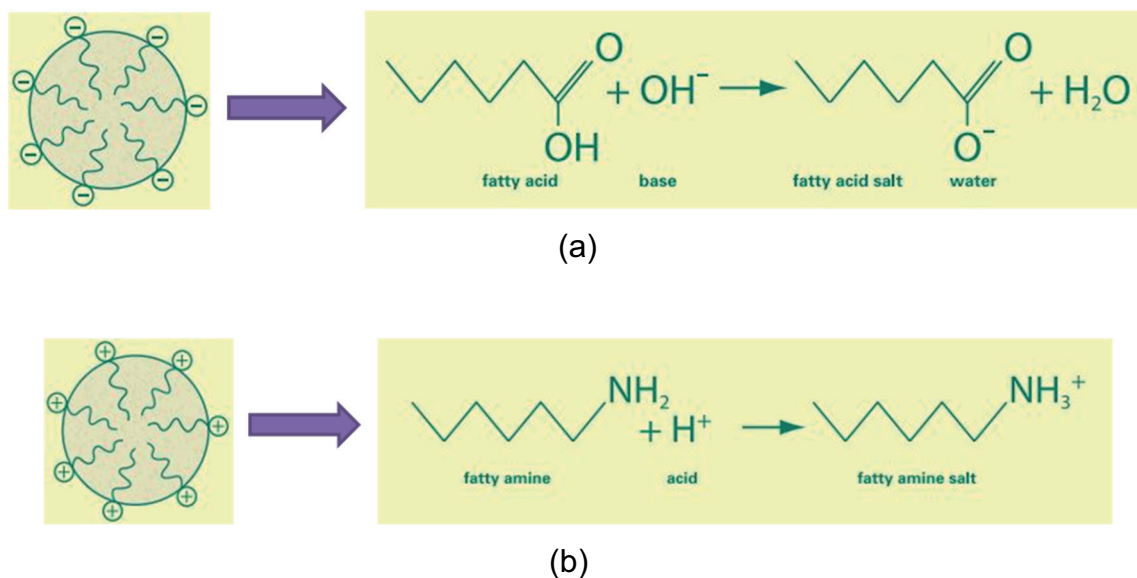 O
+ OH⁻
O
+ H₂O
OH
O⁻
fatty acid base fatty acid salt water
(a)
NH₂
+ H⁺
NH₃⁺
fatty amine acid fatty amine salt
(b)